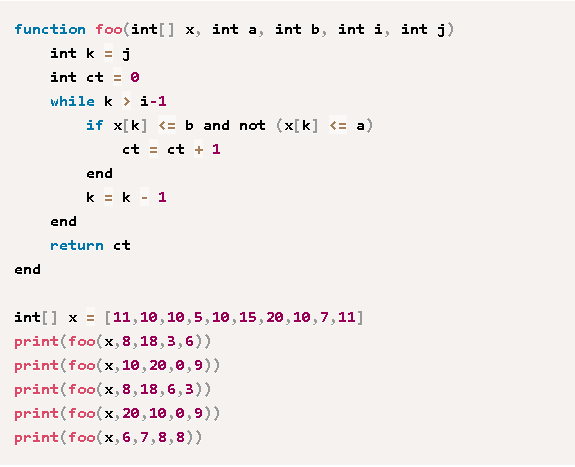 function foo(int[] x, int a, int b, int i, int j)
    int k = j
    int ct = 0
    while k > i-1
        if x[k] <= b and not (x[k] <= a)
            ct = ct + 1
        end
        k = k - 1
    end
    return ct
end

int[] x = [11,10,10,5,10,15,20,10,7,11]
print(foo(x,8,18,3,6))
print(foo(x,10,20,0,9))
print(foo(x,8,18,6,3))
print(foo(x,20,10,0,9))
print(foo(x,6,7,8,8))